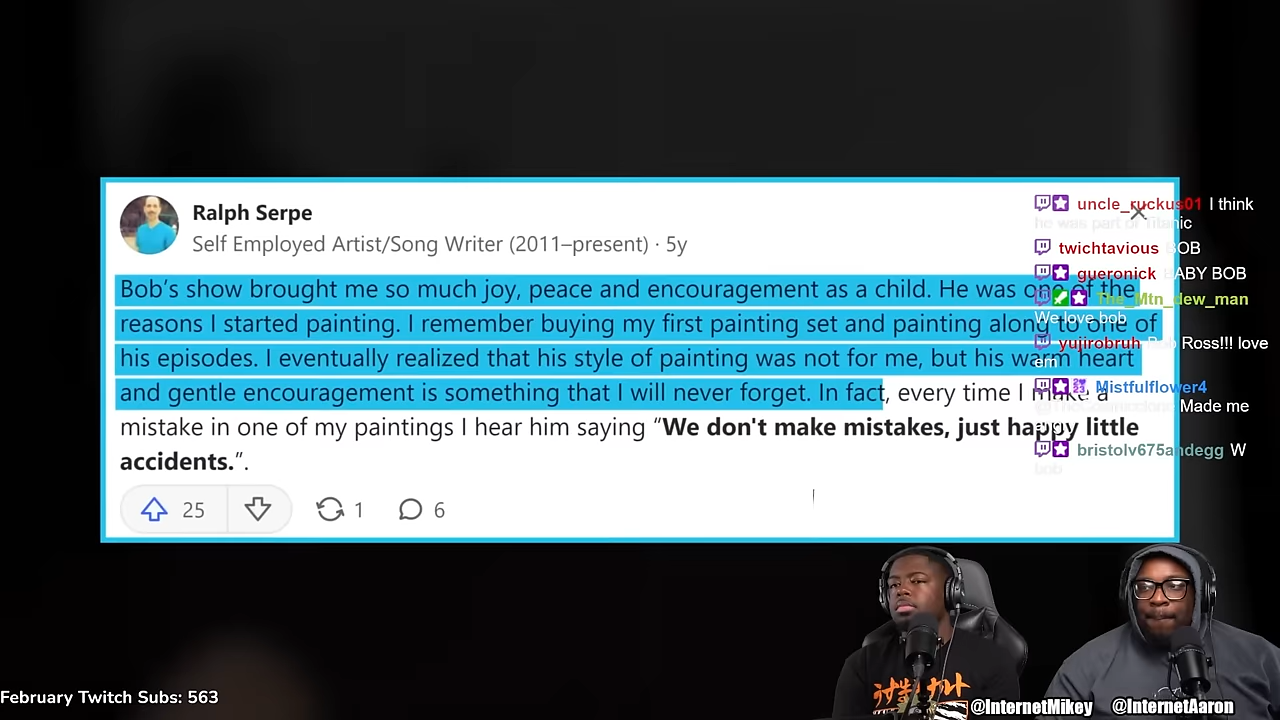 Ralph Serpe
Self Employed Artist/Song Writer (2011–present) · 5y
Bob’s show brought me so much joy, peace and encouragement as a child. He was one of the
reasons I started painting. I remember buying my first painting set and painting along to one of
his episodes. I eventually realized that his style of painting was not for me, but his warm heart
and gentle encouragement is something that I will never forget. In fact, every time I make a
mistake in one of my paintings I hear him saying “We don't make mistakes, just happy little
accidents.”.
25
1
6
uncle_ruckus01 I think
he was part of Titanic
twichtavious BOB
gueronick BABY BOB
The_Mtn_dew_man
We love bob
yujirobruh Bob Ross!!! love
em
Mistfulflower4
Made me
bristolv675andegg W
bob
February Twitch Subs: 563
@InternetMikey
@InternetAaron